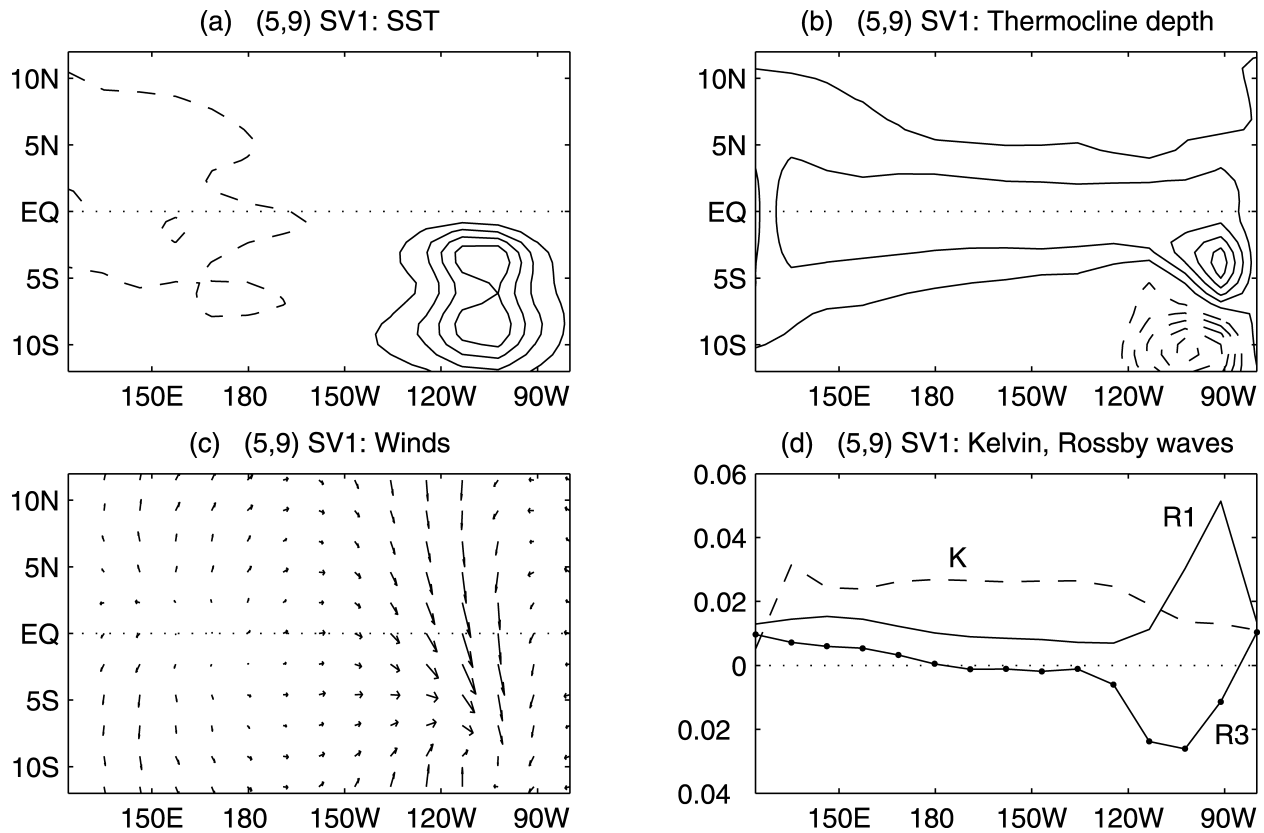 (a) (5,9) SV1: SST
10N
5N
EQ
5S
10S
150E 180 150W 120W 90W
(b) (5,9) SV1: Thermocline depth
10N
5N
EQ
5S
10S
150E 180 150W 120W 90W
(c) (5,9) SV1: Winds
10N
5N
EQ
5S
10S
150E 180 150W 120W 90W
(d) (5,9) SV1: Kelvin, Rossby waves
0.06
0.04
0.02
0
0.02
0.04
R1
K
R3
150E 180 150W 120W 90W